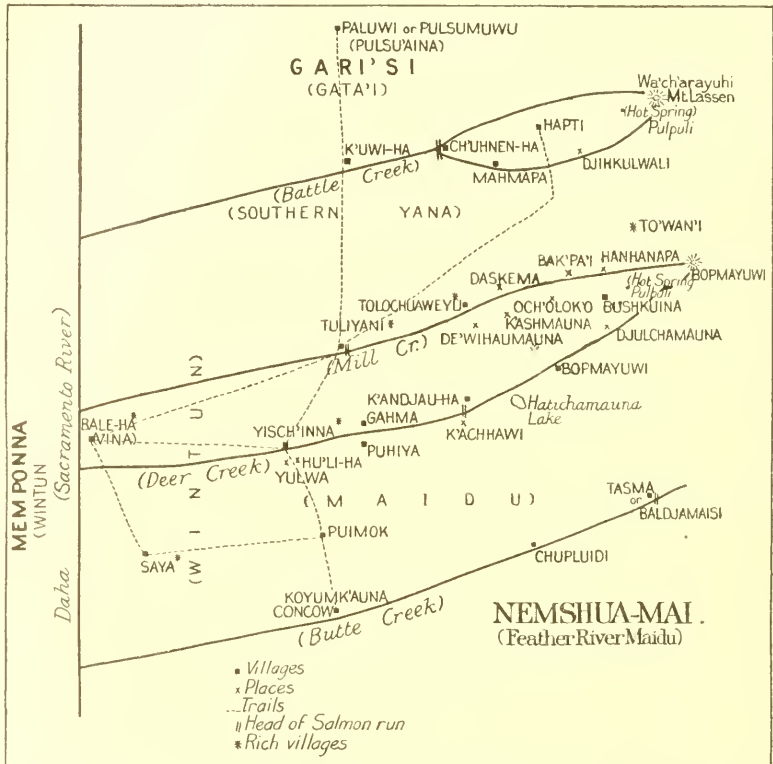 PALUWI or PULSUMUWU
(PULSU'AINA)
GARI'SI
(GATA'I)
Wa'ch'arayuhi
Mt.Lassen
(Hot Spring)
Pulpuli
HAPTI
K'UWI-HA
CH'UHNEN-HA
DJIHKULWALI
MAHMAPA
(Battle Creek)
(SOUTHERN YANA)
TO'WAN'I
BAK'PA'I
HANHANAPA
DASKEMA
BOPMAYUWI
(Hot Spring)
Pulpuli
TOLOCHUAWEYU
OCH'OLOK'O
BUSHKUINA
TULIYANI
KASHMAUNA
DE'WIHAUMAUNA
DJULCHAMAUNA
(Mill Cr.)
BOPMAYUWI
MEMPONNA
(WINTUN)
Daha (Sacramento River)
(WINTUN)
BALE-HA
(VINA)
K'ANDJAU-HA
Hatichamauna
Lake
GAHMA
YISCH'INNA
K'ACHHAWI
(Deer Creek)
HU'LI-HA
PUHIYA
YULWA
(MAIDU)
TASMA
or
BALDJAMAISI
PUIMOK
SAYA
CHUPLUIDI
KOYUMK'AUNA
CONCOW
(Butte Creek)
NEMSHUA-MAI.
(Feather River Maidu)
Villages
Places
Trails
Head of Salmon run
Rich villages